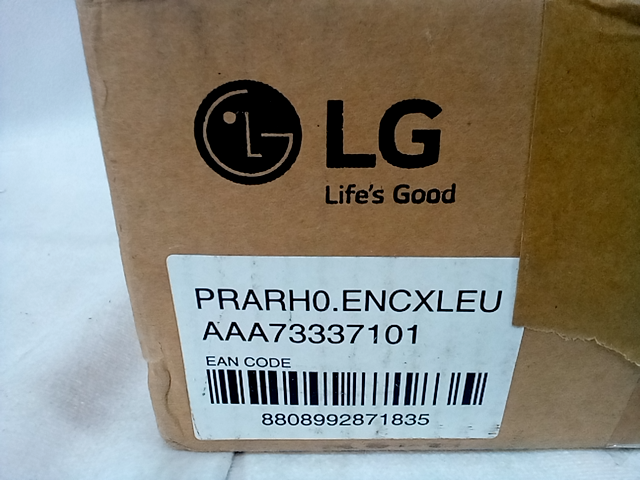 LG
Life's Good
PRARH0.ENCXLEU
AAA73337101
EAN CODE
8808992871835